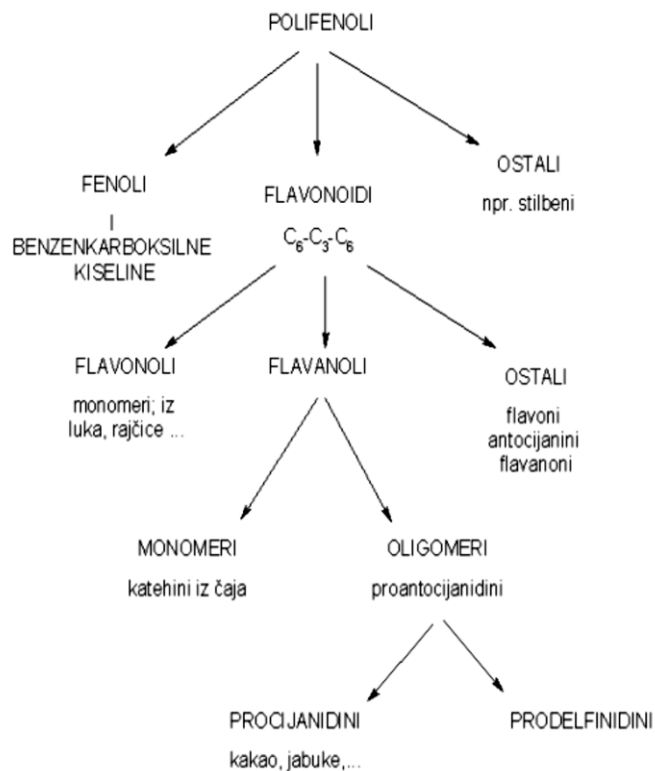 POLIFENOLI
FENOLI
I
BENZENKARBOKSILNE
KISELINE
FLAVONOIDI
C₆-C₃-C₆
OSTALI
npr. stilbeni
FLAVONOLI
monomeri; iz
luka, rajčice ...
FLAVANOLI
OSTALI
flavoni
antocijanini
flavanoni
MONOMERI
katehini iz čaja
OLIGOMERI
proantocijanidini
PROCIJANIDINI
kakao, jabuke,...
PRODELFINIDINI